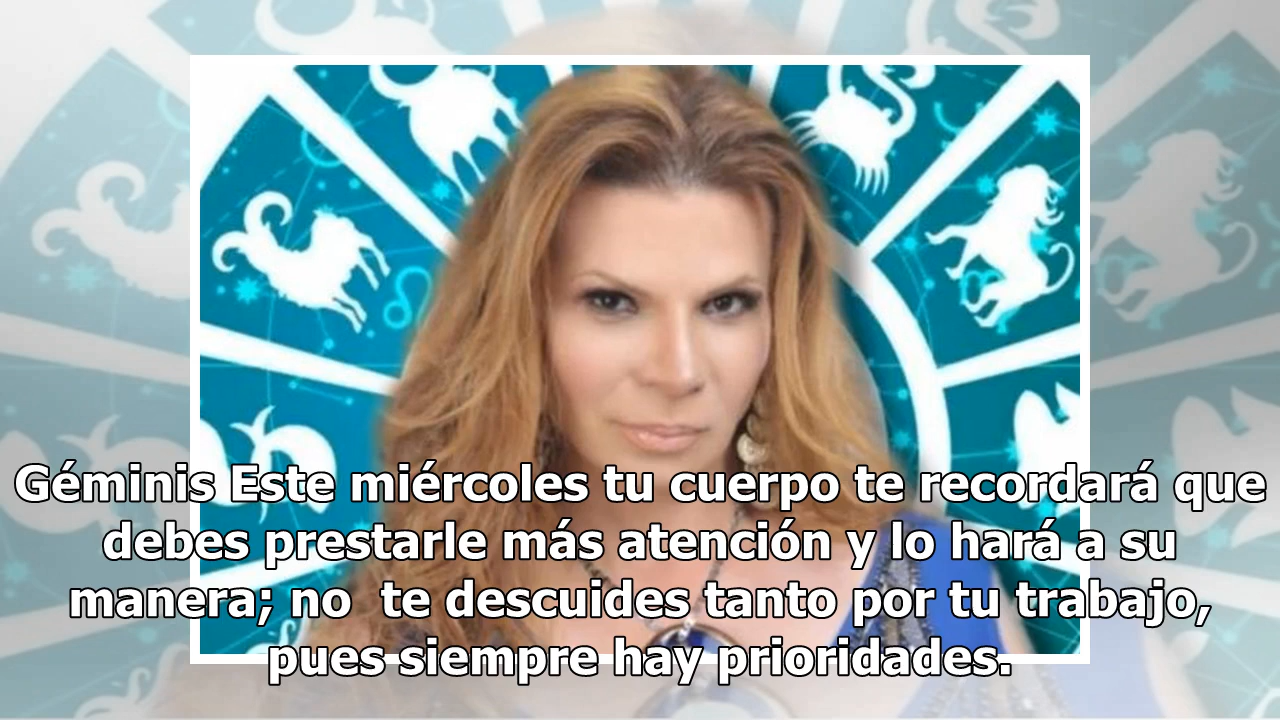 Géminis Este miércoles tu cuerpo te recordará que
debes prestarle más atención y lo hará a su
manera; no  te descuides tanto por tu trabajo,
pues siempre hay prioridades.